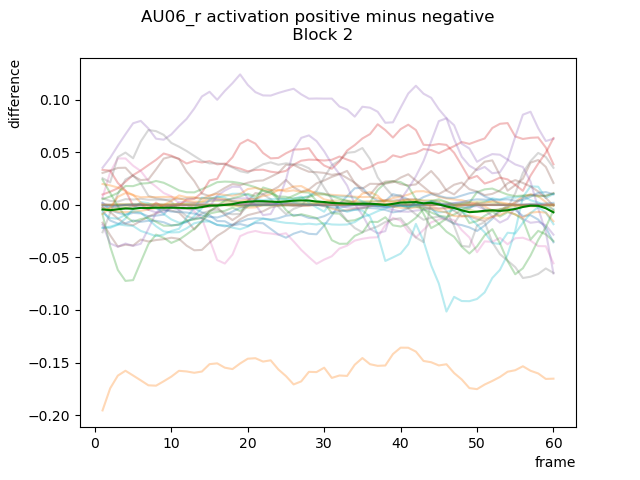 AU06_r activation positive minus negative
Block 2
difference
0.10
0.05
0.00
−0.05
−0.10
−0.15
−0.20
0 10 20 30 40 50 60
frame